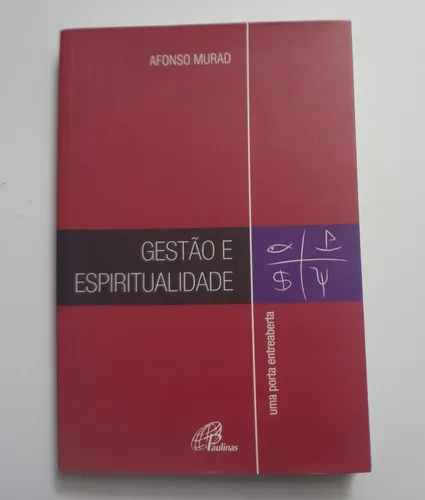 AFONSO MURAD
GESTÃO E
ESPIRITUALIDADE
uma porta entreaberta
Paulinas